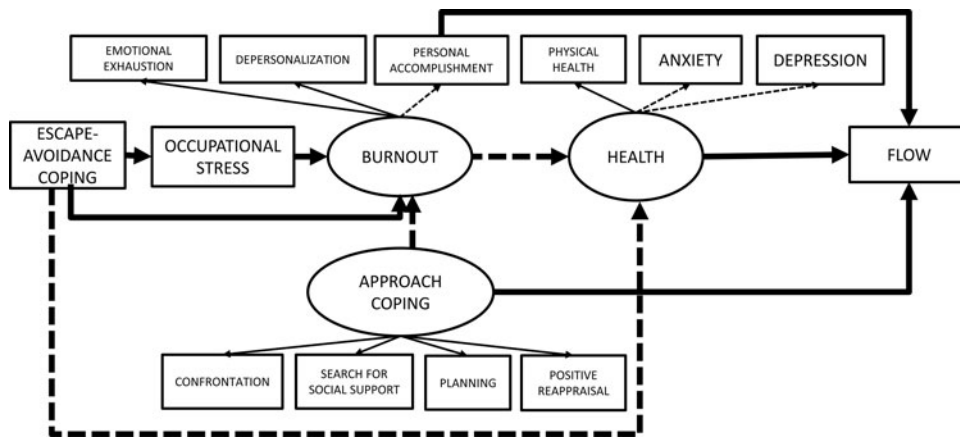 EMOTIONAL
EXHAUSTION
DEPERSONALIZATION
PERSONAL
ACCOMPLISHMENT
PHYSICAL
HEALTH
ANXIETY
DEPRESSION
ESCAPE-
AVOIDANCE
COPING
OCCUPATIONAL
STRESS
BURNOUT
HEALTH
FLOW
APPROACH
COPING
CONFRONTATION
SEARCH FOR
SOCIAL SUPPORT
PLANNING
POSITIVE
REAPPRAISAL